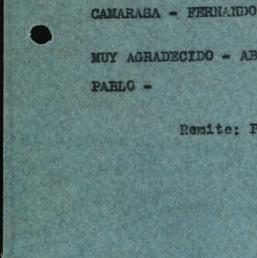 CAMARASA - FERNANDO
MUY AGRADECIDO - AB
PABLO -
Remite: P